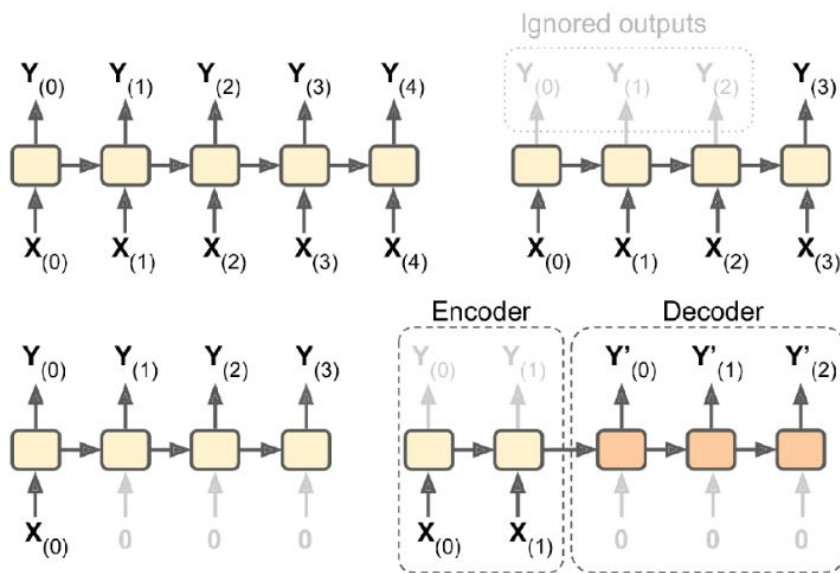 Ignored outputs
Y(0) Y(1) Y(2) Y(3) Y(4)
Y(0) Y(1) Y(2) Y(3)
X(0) X(1) X(2) X(3) X(4)
X(0) X(1) X(2) X(3)
Encoder Decoder
Y(0) Y(1) Y(2) Y(3)
Y(0) Y(1) Y'(0) Y'(1) Y'(2)
X(0) 0 0 0
X(0) X(1) 0 0 0